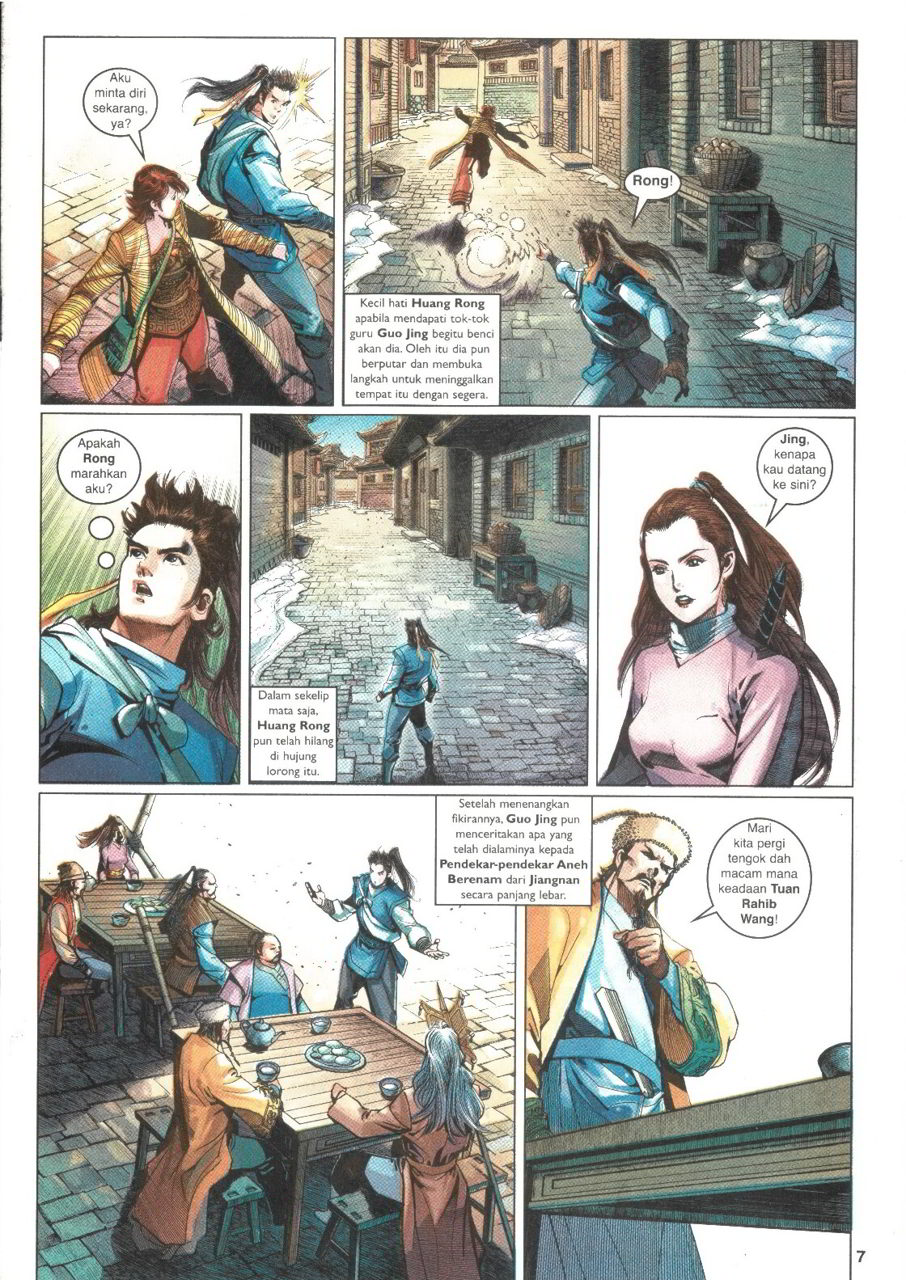 Aku
minta diri
sekarang,
ya?
Rong!
Kecil hati Huang Rong
apabila mendapati tok-tok
guru Guo Jing begitu benci
akan dia. Oleh itu dia pun
berputar dan membuka
langkah untuk meninggalkan
tempat itu dengan segera.
Apakah
Rong
marahkan
aku?
Dalam sekelip
mata saja,
Huang Rong
pun telah hilang
di hujung
lorong itu.
Jing,
kenapa
kau datang
ke sini?
Setelah menenangkan
fikirannya, Guo Jing pun
menceritakan apa yang
telah dialaminya kepada
Pendekar-pendekar Aneh
Berenam dari Jiangnan
secara panjang lebar.
Mari
kita pergi
tengok dah
macam mana
keadaan Tuan
Rahib
Wang!
7